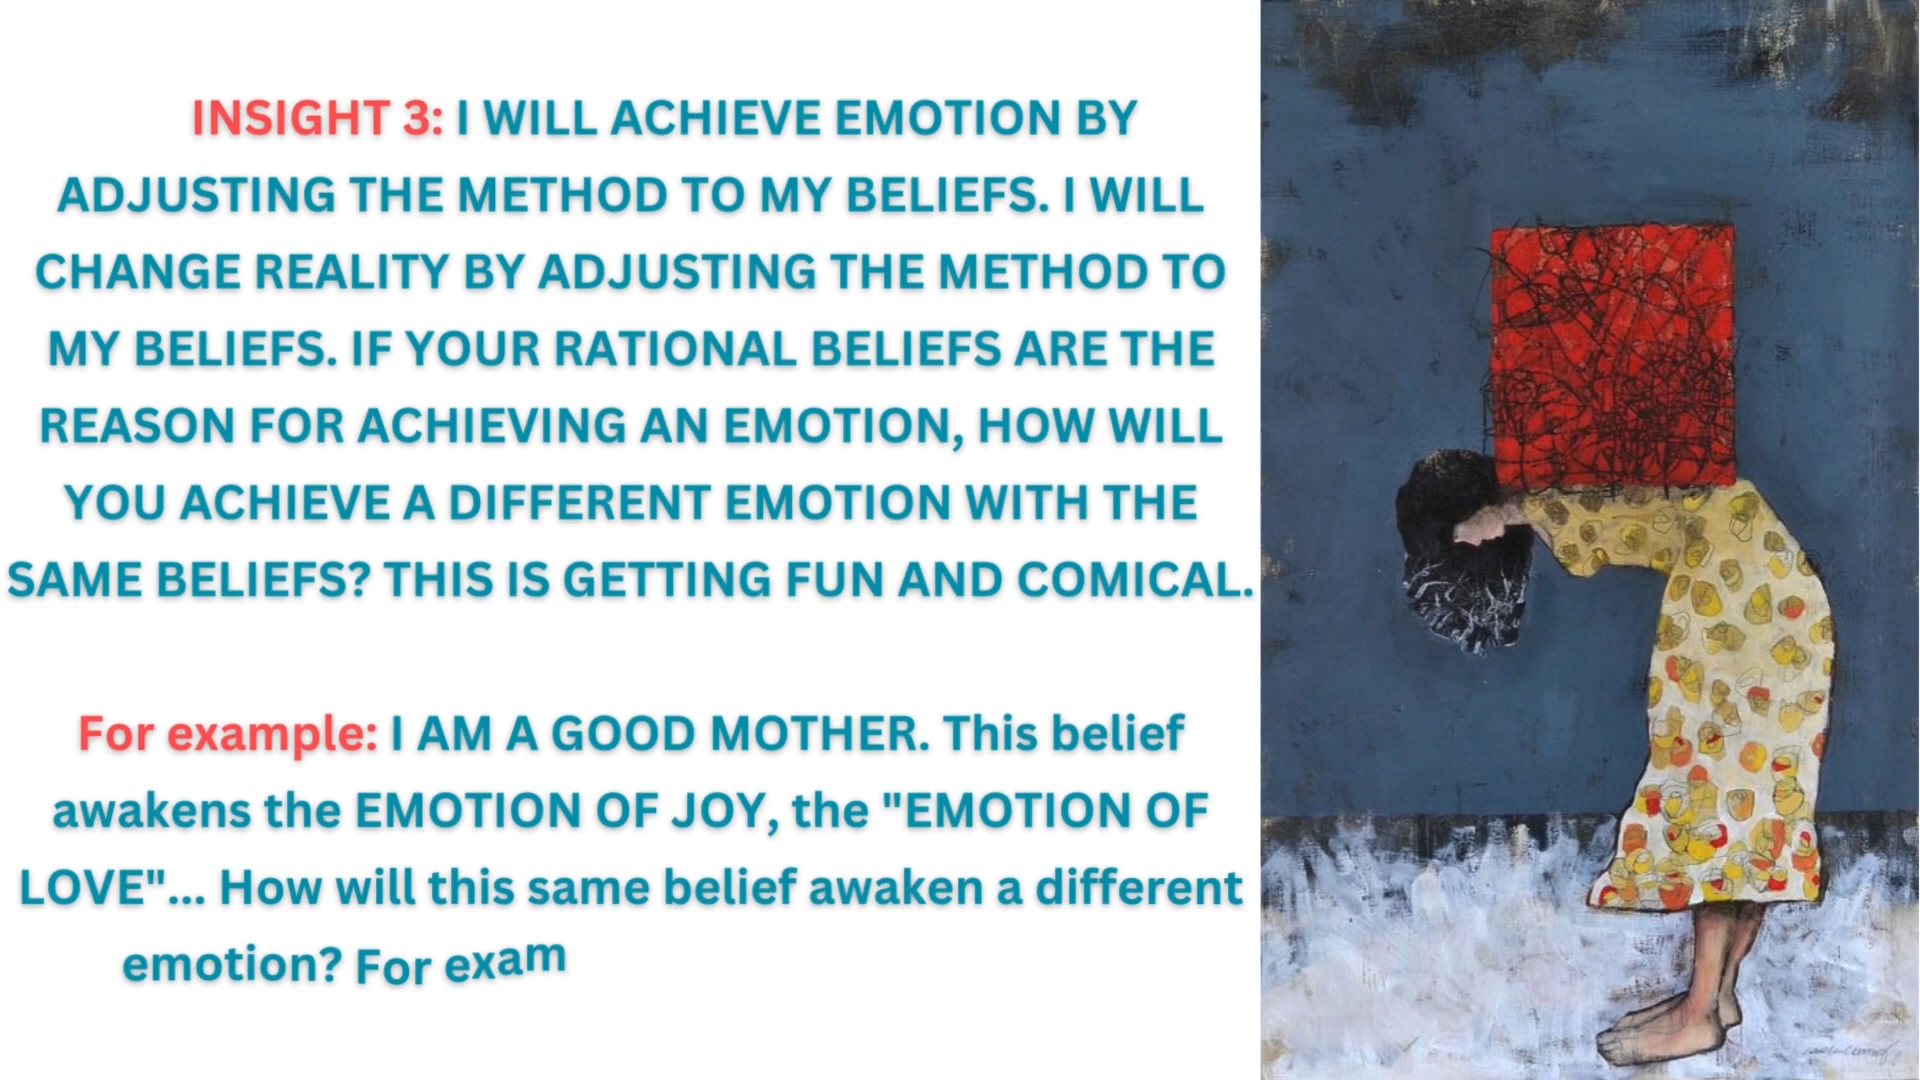 INSIGHT 3: I WILL ACHIEVE EMOTION BY
ADJUSTING THE METHOD TO MY BELIEFS. I WILL
CHANGE REALITY BY ADJUSTING THE METHOD TO
MY BELIEFS. IF YOUR RATIONAL BELIEFS ARE THE
REASON FOR ACHIEVING AN EMOTION, HOW WILL
YOU ACHIEVE A DIFFERENT EMOTION WITH THE
SAME BELIEFS? THIS IS GETTING FUN AND COMICAL.
For example: I AM A GOOD MOTHER. This belief
awakens the EMOTION OF JOY, the "EMOTION OF
LOVE"... How will this same belief awaken a different
emotion? For exam